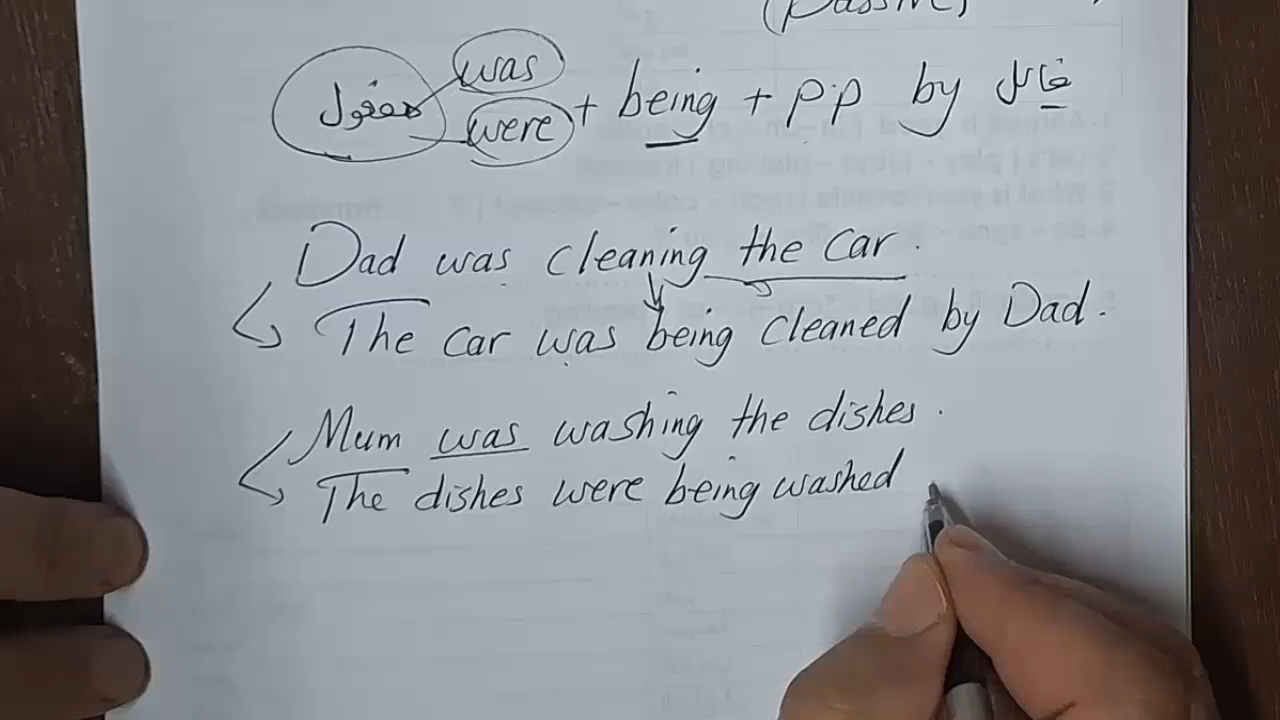 (passive)
مفعول was were + being + p.p by فاعل
Dad was cleaning the car.
The car was being cleaned by Dad.
Mum was washing the dishes.
The dishes were being washed